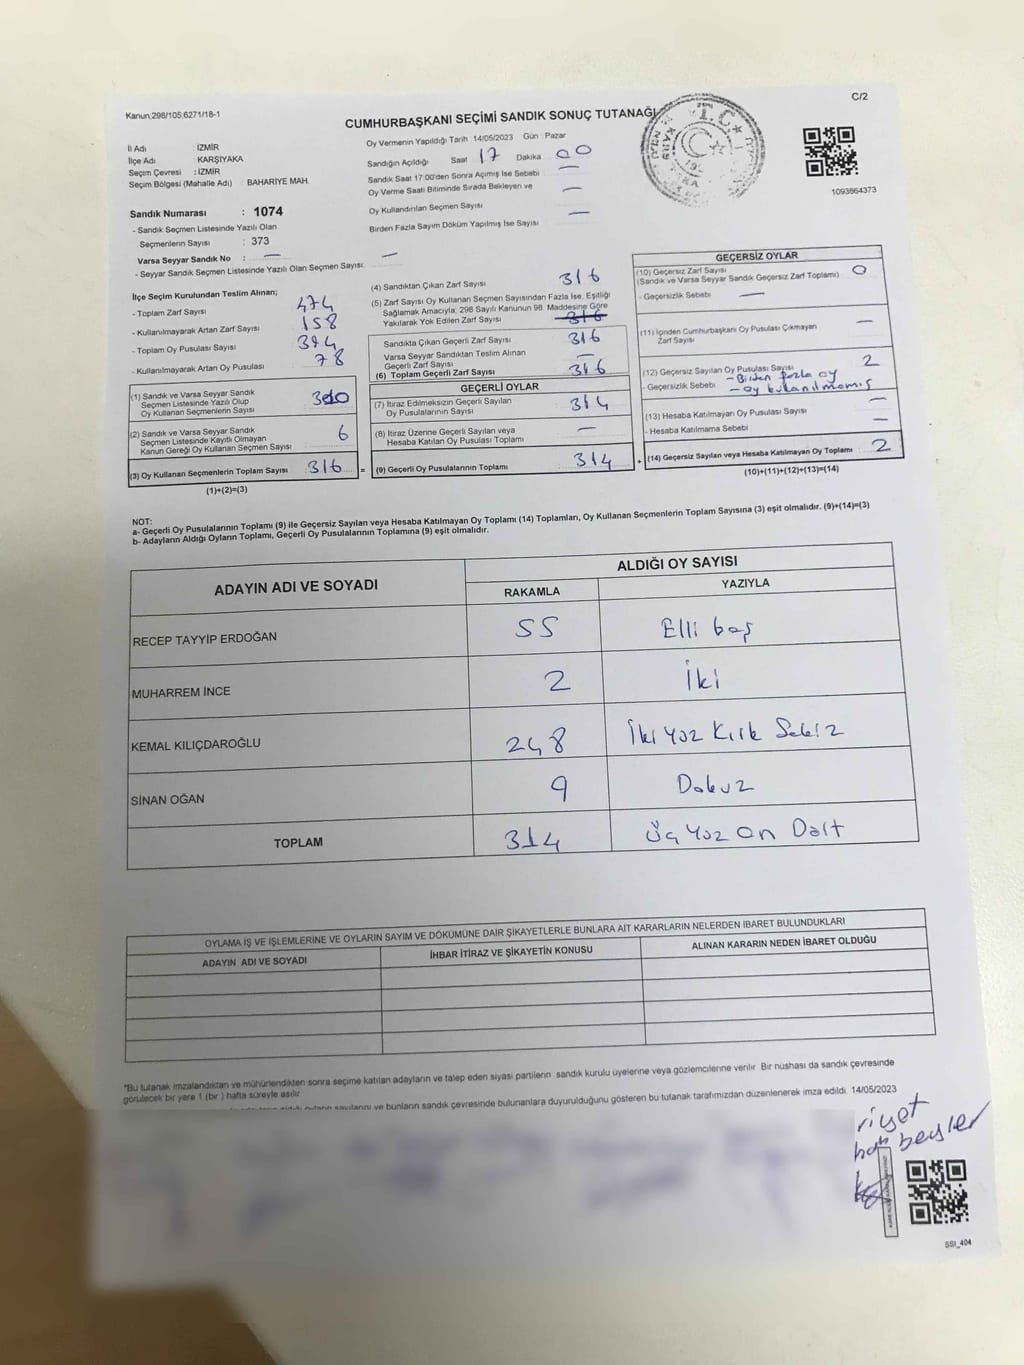 Kanun;298/105;6271/18-1
C/2
CUMHURBAŞKANI SEÇİMİ SANDIK SONUÇ TUTANAĞI
İl Adı : İZMİR
İlçe Adı : KARŞIYAKA
Seçim Çevresi : İZMİR
Seçim Bölgesi (Mahalle Adı) : BAHARİYE MAH.
Sandık Numarası : 1074
- Sandık Seçmen Listesinde Yazılı Olan
Seçmenlerin Sayısı : 373
Varsa Seyyar Sandık No : —
- Seyyar Sandık Seçmen Listesinde Yazılı Olan Seçmen Sayısı: —
Oy Vermenin Yapıldığı Tarih 14/05/2023 Gün : Pazar
Sandığın Açıldığı Saat 17 Dakika 00
Sandık Saat 17:00'den Sonra Açımış İse Sebebi —
Oy Verme Saati Bitiminde Sırada Bekleyen ve —
Oy Kullandırılan Seçmen Sayısı
Birden Fazla Sayım Döküm Yapılmış İse Sayısı —
T.C
1093864373
İlçe Seçim Kurulundan Teslim Alınan;
- Toplam Zarf Sayısı 474
- Kullanılmayarak Artan Zarf Sayısı 158
- Toplam Oy Pusulası Sayısı 394
- Kullanılmayarak Artan Oy Pusulası 78
(1) Sandık ve Varsa Seyyar Sandık
Seçmen Listesinde Yazılı Olup
Oy Kullanan Seçmenlerin Sayısı 310
(2) Sandık ve Varsa Seyyar Sandık
Seçmen Listesinde Kayıtlı Olmayan
Kanun Gereği Oy Kullanan Seçmen Sayısı 6
(3) Oy Kullanan Seçmenlerin Toplam Sayısı 316
(1)+(2)=(3)
(4) Sandıktan Çıkan Zarf Sayısı 316
(5) Zarf Sayısı Oy Kullanan Seçmen Sayısından Fazla İse, Eşitliği
Sağlamak Amacıyla; 298 Sayılı Kanunun 98. Maddesine Göre
Yakılarak Yok Edilen Zarf Sayısı 316
Sandıkta Çıkan Geçerli Zarf Sayısı 316
Varsa Seyyar Sandıktan Teslim Alınan
Geçerli Zarf Sayısı —
(6) Toplam Geçerli Zarf Sayısı 316
GEÇERLİ OYLAR
(7) İtiraz Edilmeksizin Geçerli Sayılan
Oy Pusulalarının Sayısı 314
(8) İtiraz Üzerine Geçerli Sayılan veya
Hesaba Katılan Oy Pusulası Toplamı —
= (9) Geçerli Oy Pusulalarının Toplamı 314
GEÇERSİZ OYLAR
(10) Geçersiz Zarf Sayısı 0
(Sandık ve Varsa Seyyar Sandık Geçersiz Zarf Toplamı)
- Geçersizlik Sebebi : —
(11) İçinden Cumhurbaşkanı Oy Pusulası Çıkmayan
Zarf Sayısı —
(12) Geçersiz Sayılan Oy Pusulası Sayısı 2
- Geçersizlik Sebebi : - Birden fazla oy
- Oy kullanılmamış
(13) Hesaba Katılmayan Oy Pusulası Sayısı —
- Hesaba Katılmama Sebebi : —
+ (14) Geçersiz Sayılan veya Hesaba Katılmayan Oy Toplamı 2
(10)+(11)+(12)+(13)=(14)
NOT:
a- Geçerli Oy Pusulalarının Toplamı (9) ile Geçersiz Sayılan veya Hesaba Katılmayan Oy Toplamı (14) Toplamları, Oy Kullanan Seçmenlerin Toplam Sayısına (3) eşit olmalıdır. (9)+(14)=(3)
b- Adayların Aldığı Oyların Toplamı, Geçerli Oy Pusulalarının Toplamına (9) eşit olmalıdır.
ADAYIN ADI VE SOYADI
ALDIĞI OY SAYISI
RAKAMLA YAZIYLA
RECEP TAYYİP ERDOĞAN 55 Elli beş
MUHARREM İNCE 2 İki
KEMAL KILIÇDAROĞLU 248 İki Yüz Kırk Sekiz
SİNAN OĞAN 9 Dokuz
TOPLAM 314 Üç Yüz On Dört
OYLAMA İŞ VE İŞLEMLERİNE VE OYLARIN SAYIM VE DÖKÜMÜNE DAİR ŞİKAYETLERLE BUNLARA AİT KARARLARIN NELERDEN İBARET BULUNDUKLARI
ADAYIN ADI VE SOYADI İHBAR İTİRAZ VE ŞİKAYETİN KONUSU ALINAN KARARIN NEDEN İBARET OLDUĞU
*Bu tutanak imzalandıktan ve mühürlendikten sonra seçime katılan adayların ve talep eden siyasi partilerin sandık kurulu üyelerine veya gözlemcilerine verilir. Bir nüshası da sandık çevresinde
görülecek bir yere 1 (bir ) hafta süreyle asılır.
oyların sayılarını ve bunların sandık çevresinde bulunanlara duyurulduğunu gösteren bu tutanak tarafımızdan düzenlenerek imza edildi. 14/05/2023
riyet
beyler
SSI_404